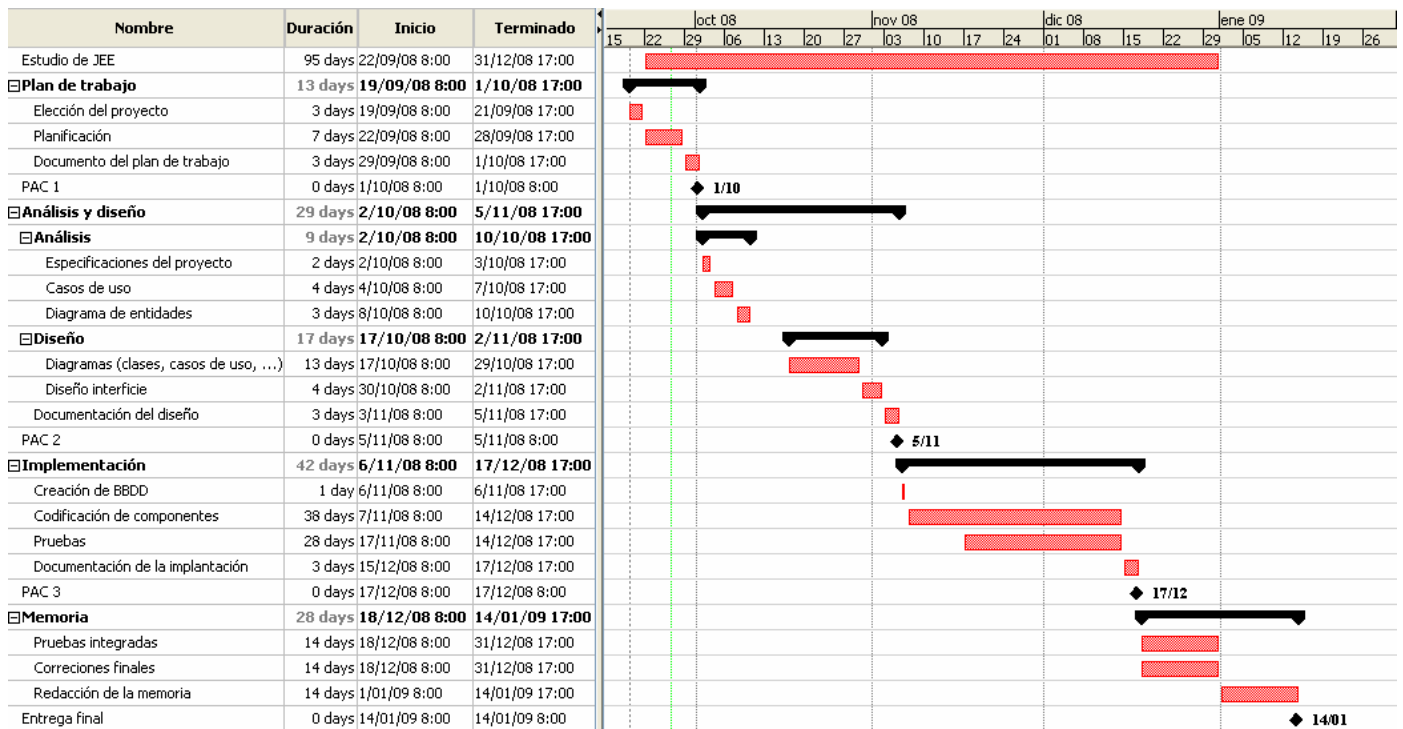 Nombre Duración Inicio Terminado oct 08 nov 08 dic 08 ene 09
15 22 29 06 13 20 27 03 10 17 24 01 08 15 22 29 05 12 19 26
Estudio de JEE 95 days 22/09/08 8:00 31/12/08 17:00
Plan de trabajo 13 days 19/09/08 8:00 1/10/08 17:00
Elección del proyecto 3 days 19/09/08 8:00 21/09/08 17:00
Planificación 7 days 22/09/08 8:00 28/09/08 17:00
Documento del plan de trabajo 3 days 29/09/08 8:00 1/10/08 17:00
PAC 1 0 days 1/10/08 8:00 1/10/08 8:00 1/10
Análisis y diseño 29 days 2/10/08 8:00 5/11/08 17:00
Análisis 9 days 2/10/08 8:00 10/10/08 17:00
Especificaciones del proyecto 2 days 2/10/08 8:00 3/10/08 17:00
Casos de uso 4 days 4/10/08 8:00 7/10/08 17:00
Diagrama de entidades 3 days 8/10/08 8:00 10/10/08 17:00
Diseño 17 days 17/10/08 8:00 2/11/08 17:00
Diagramas (clases, casos de uso, ...) 13 days 17/10/08 8:00 29/10/08 17:00
Diseño interficie 4 days 30/10/08 8:00 2/11/08 17:00
Documentación del diseño 3 days 3/11/08 8:00 5/11/08 17:00
PAC 2 0 days 5/11/08 8:00 5/11/08 8:00 5/11
Implementación 42 days 6/11/08 8:00 17/12/08 17:00
Creación de BBDD 1 day 6/11/08 8:00 6/11/08 17:00
Codificación de componentes 38 days 7/11/08 8:00 14/12/08 17:00
Pruebas 28 days 17/11/08 8:00 14/12/08 17:00
Documentación de la implantación 3 days 15/12/08 8:00 17/12/08 17:00
PAC 3 0 days 17/12/08 8:00 17/12/08 8:00 17/12
Memoria 28 days 18/12/08 8:00 14/01/09 17:00
Pruebas integradas 14 days 18/12/08 8:00 31/12/08 17:00
Correciones finales 14 days 18/12/08 8:00 31/12/08 17:00
Redacción de la memoria 14 days 1/01/09 8:00 14/01/09 17:00
Entrega final 0 days 14/01/09 8:00 14/01/09 8:00 14/01